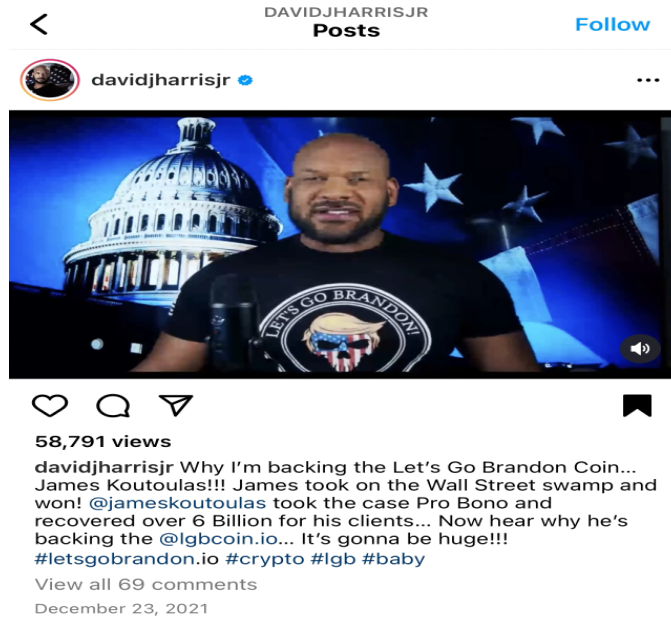 DAVIDJHARRISJR
Posts
Follow
davidjharrisjr
LET'S GO BRANDON!
58,791 views
davidjharrisjr Why I'm backing the Let's Go Brandon Coin...
James Koutoulas!!! James took on the Wall Street swamp and
won! @jameskoutoulas took the case Pro Bono and
recovered over 6 Billion for his clients... Now hear why he's
backing the @lgbcoin.io... It's gonna be huge!!!
#letsgobrandon.io #crypto #lgb #baby
View all 69 comments
December 23, 2021